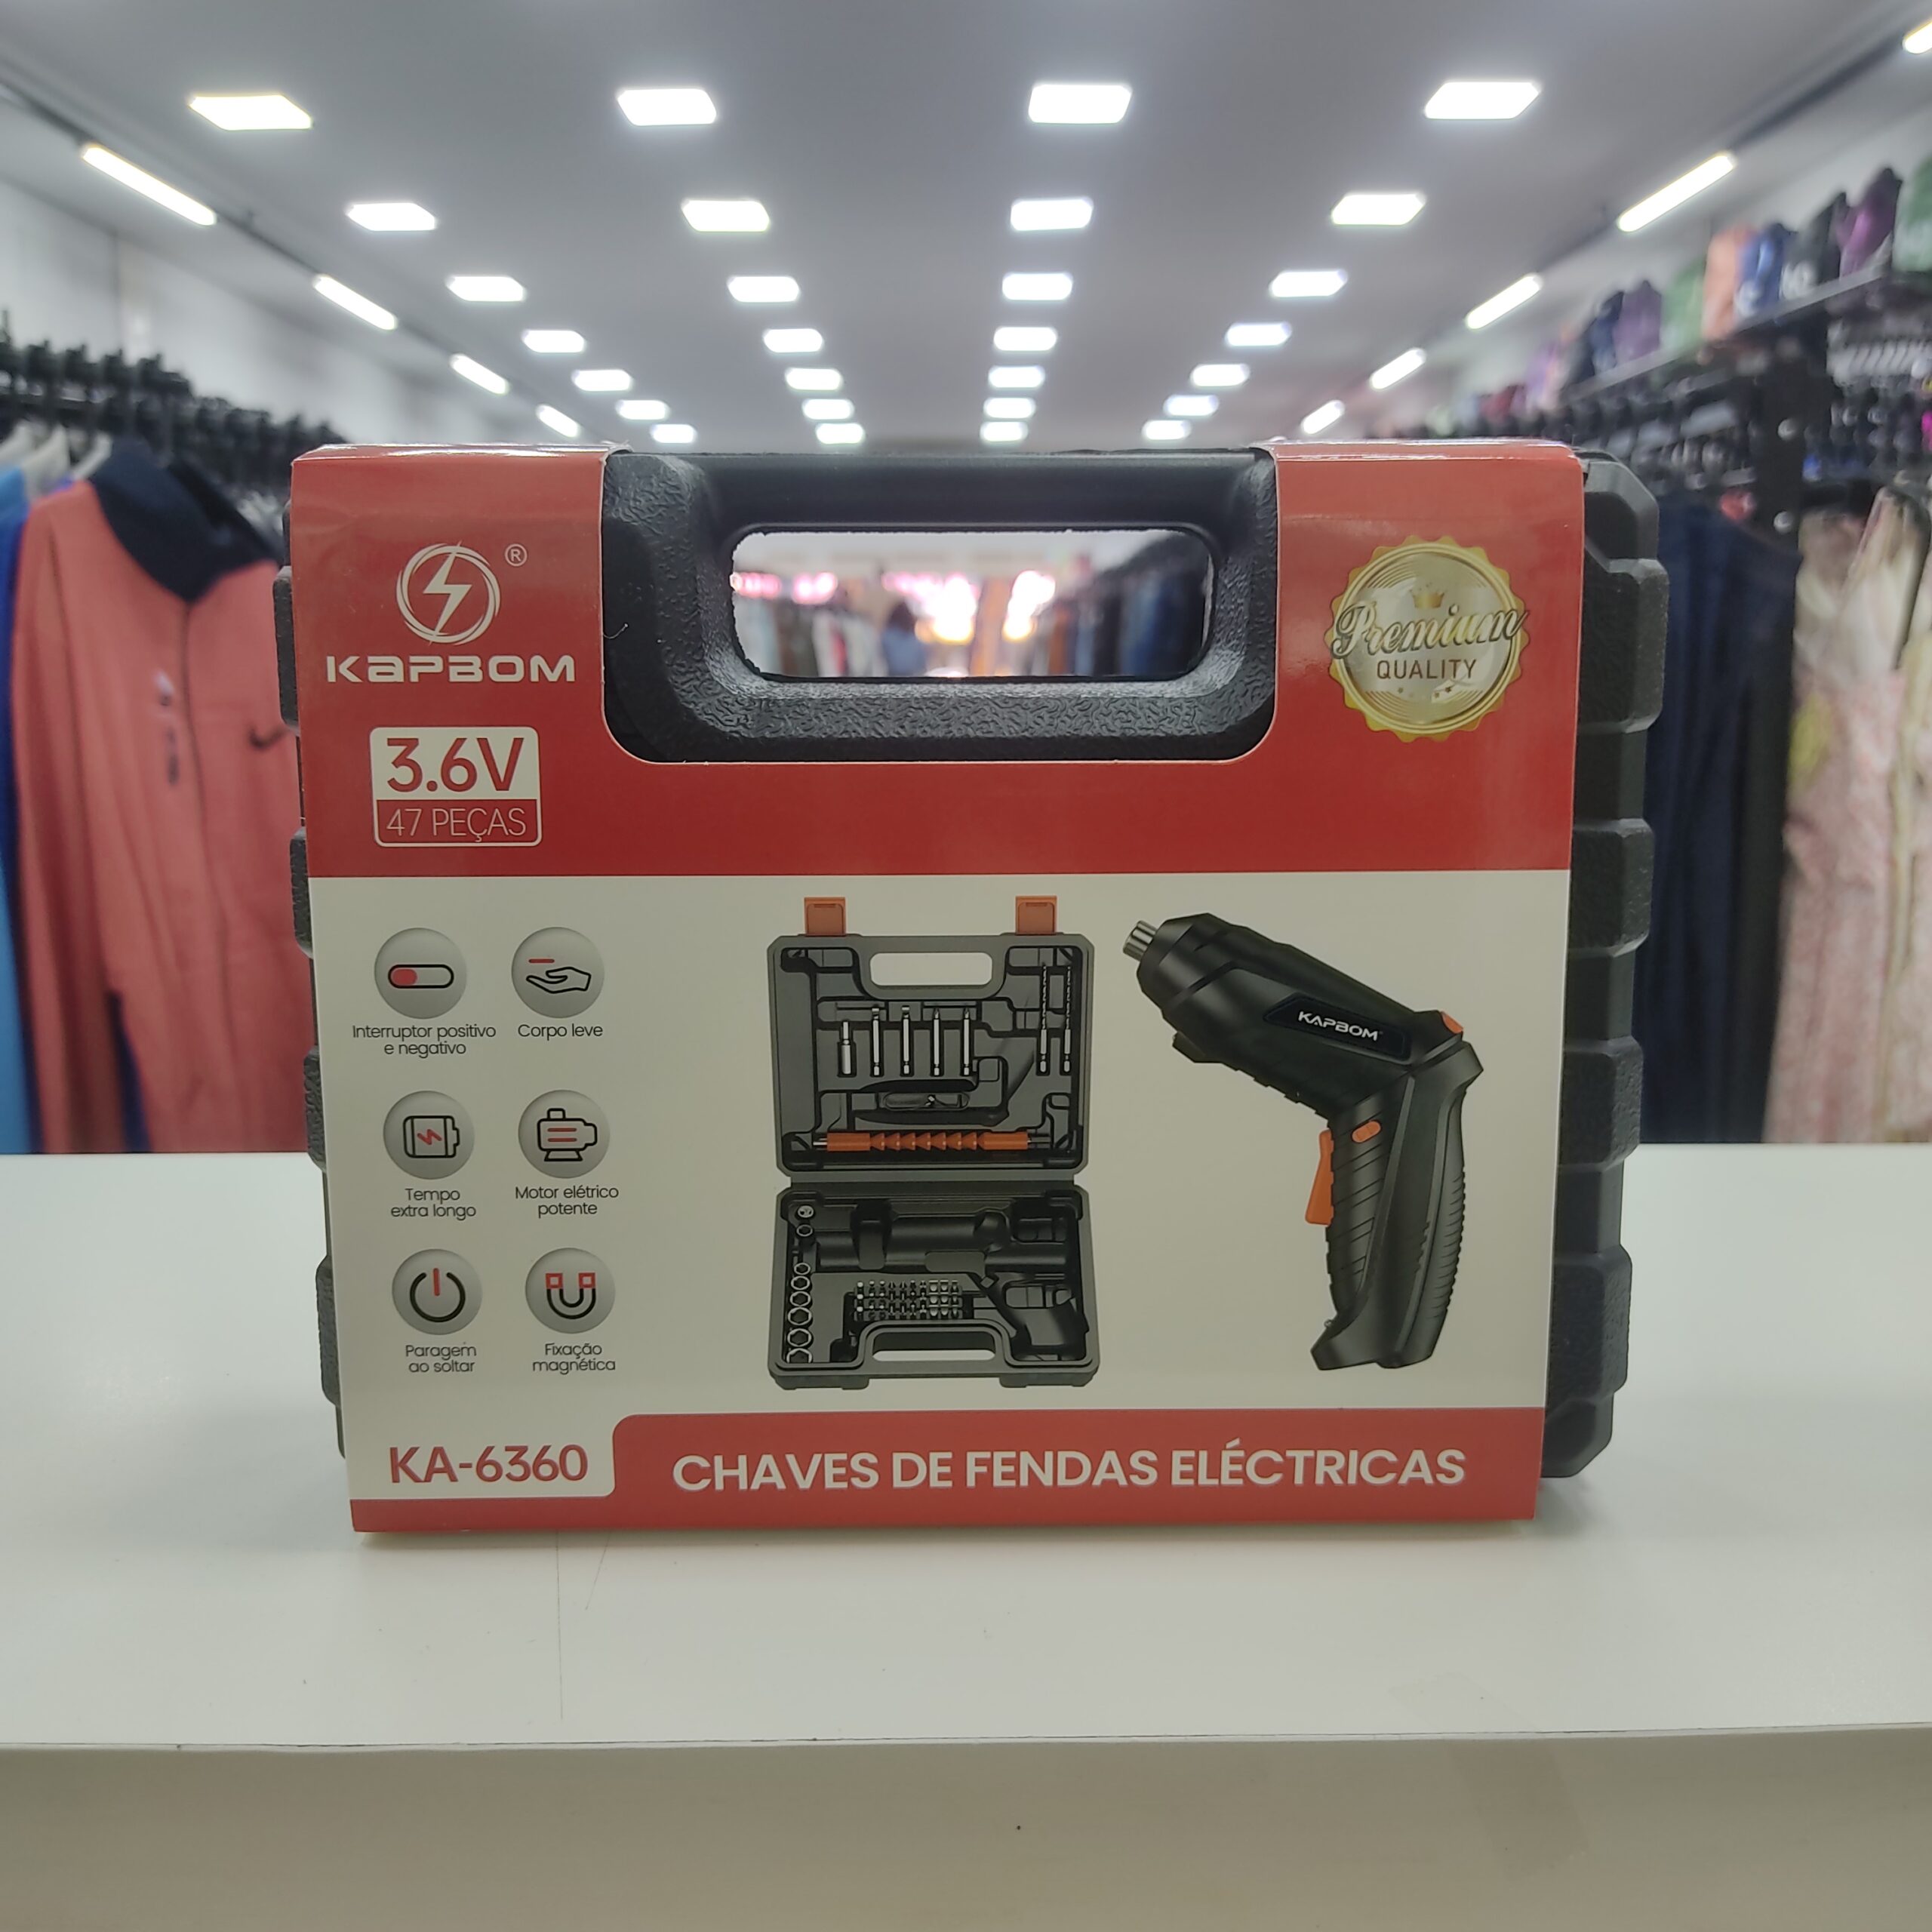 ®
KAPBOM
Premium
QUALITY
3.6V
47 PEÇAS
KAPBOM
Interruptor positivo
e negativo
Corpo leve
Tempo
extra longo
Motor elétrico
potente
Paragem
ao soltar
Fixação
magnética
KA-6360
CHAVES DE FENDAS ELÉCTRICAS